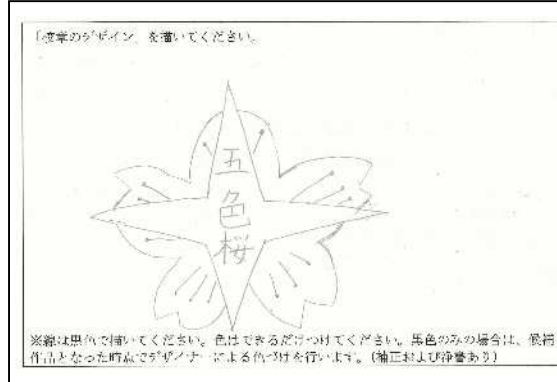 「校章のデザイン」を描いてください。
五
色
桜
※線は黒色で描いてください。色はできるだけつけてください。黒色のみの場合は、候補
作品となった時点でデザイナーによる色づけを行います。(補正および浄書あり)